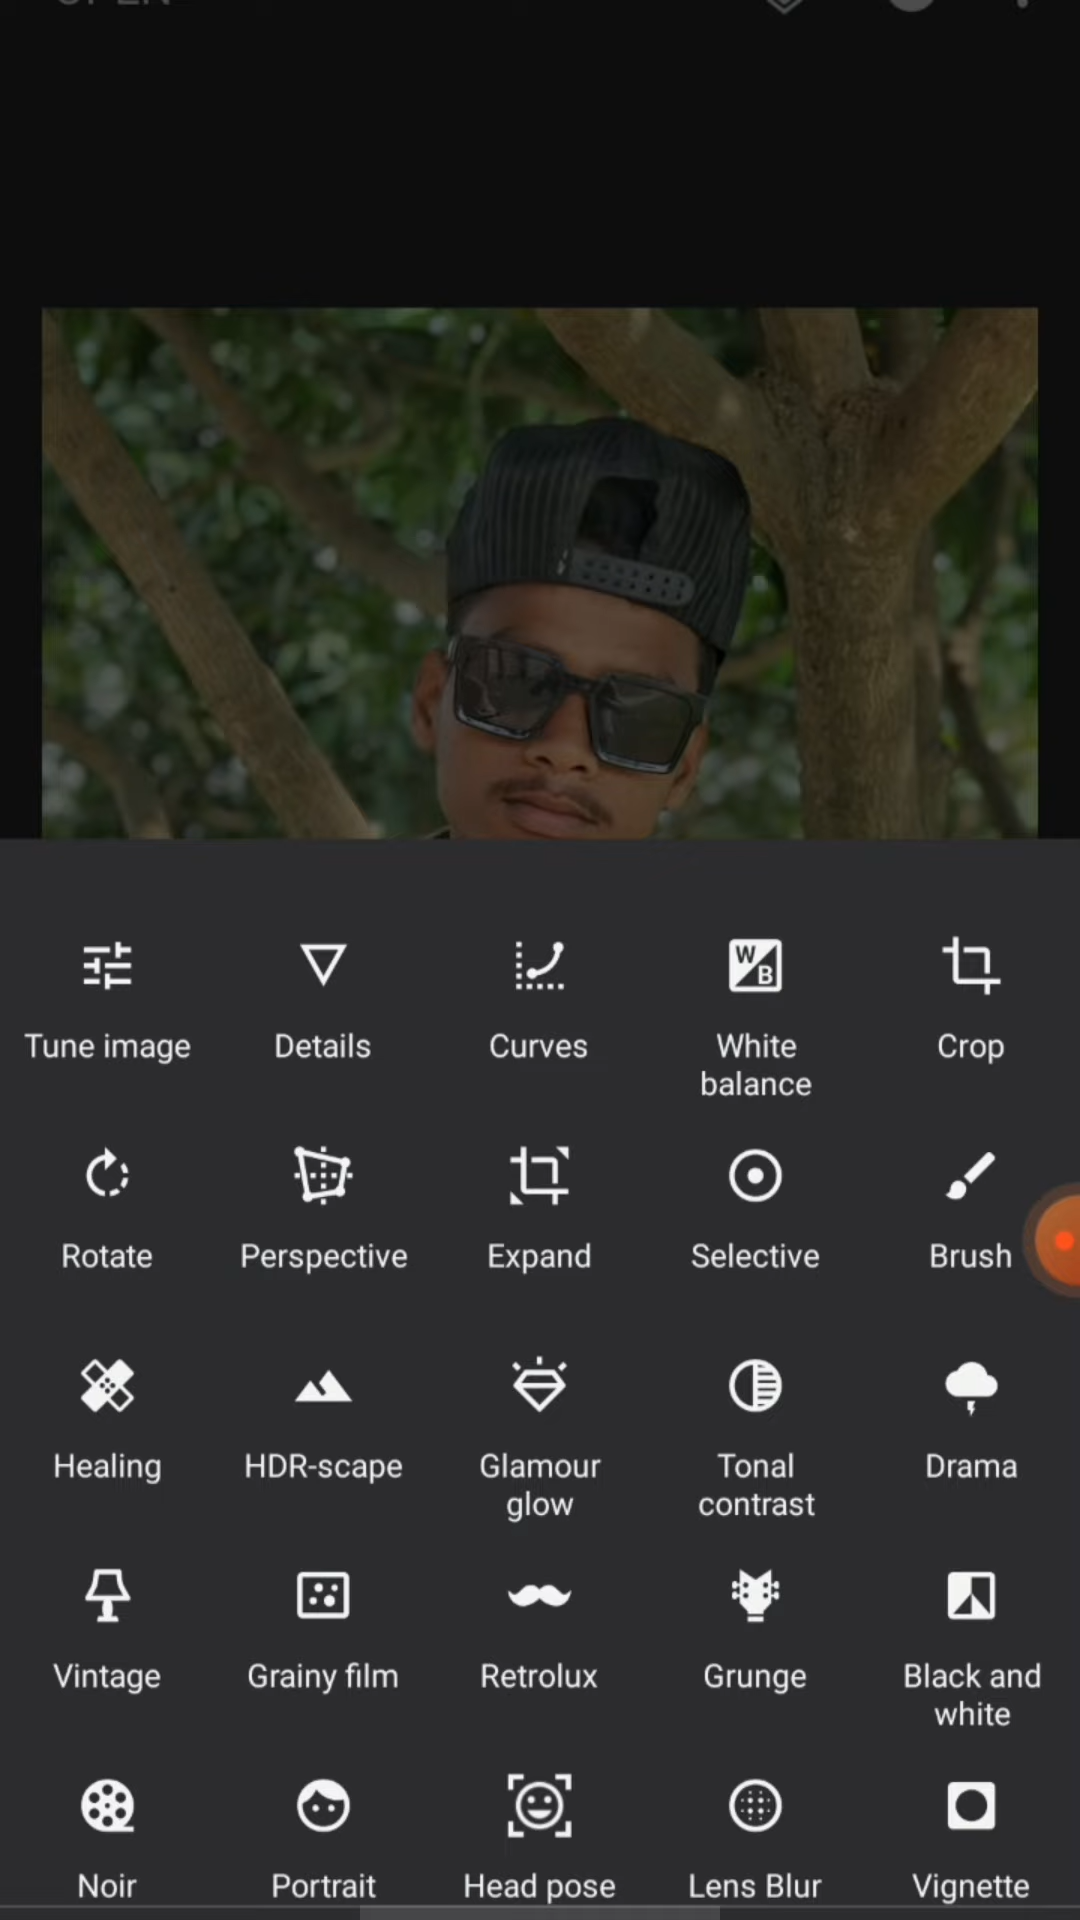 OPEN
Tune image
Details
Curves
White
balance
Crop
Rotate
Perspective
Expand
Selective
Brush
Healing
HDR-scape
Glamour
glow
Tonal
contrast
Drama
Vintage
Grainy film
Retrolux
Grunge
Black and
white
Noir
Portrait
Head pose
Lens Blur
Vignette